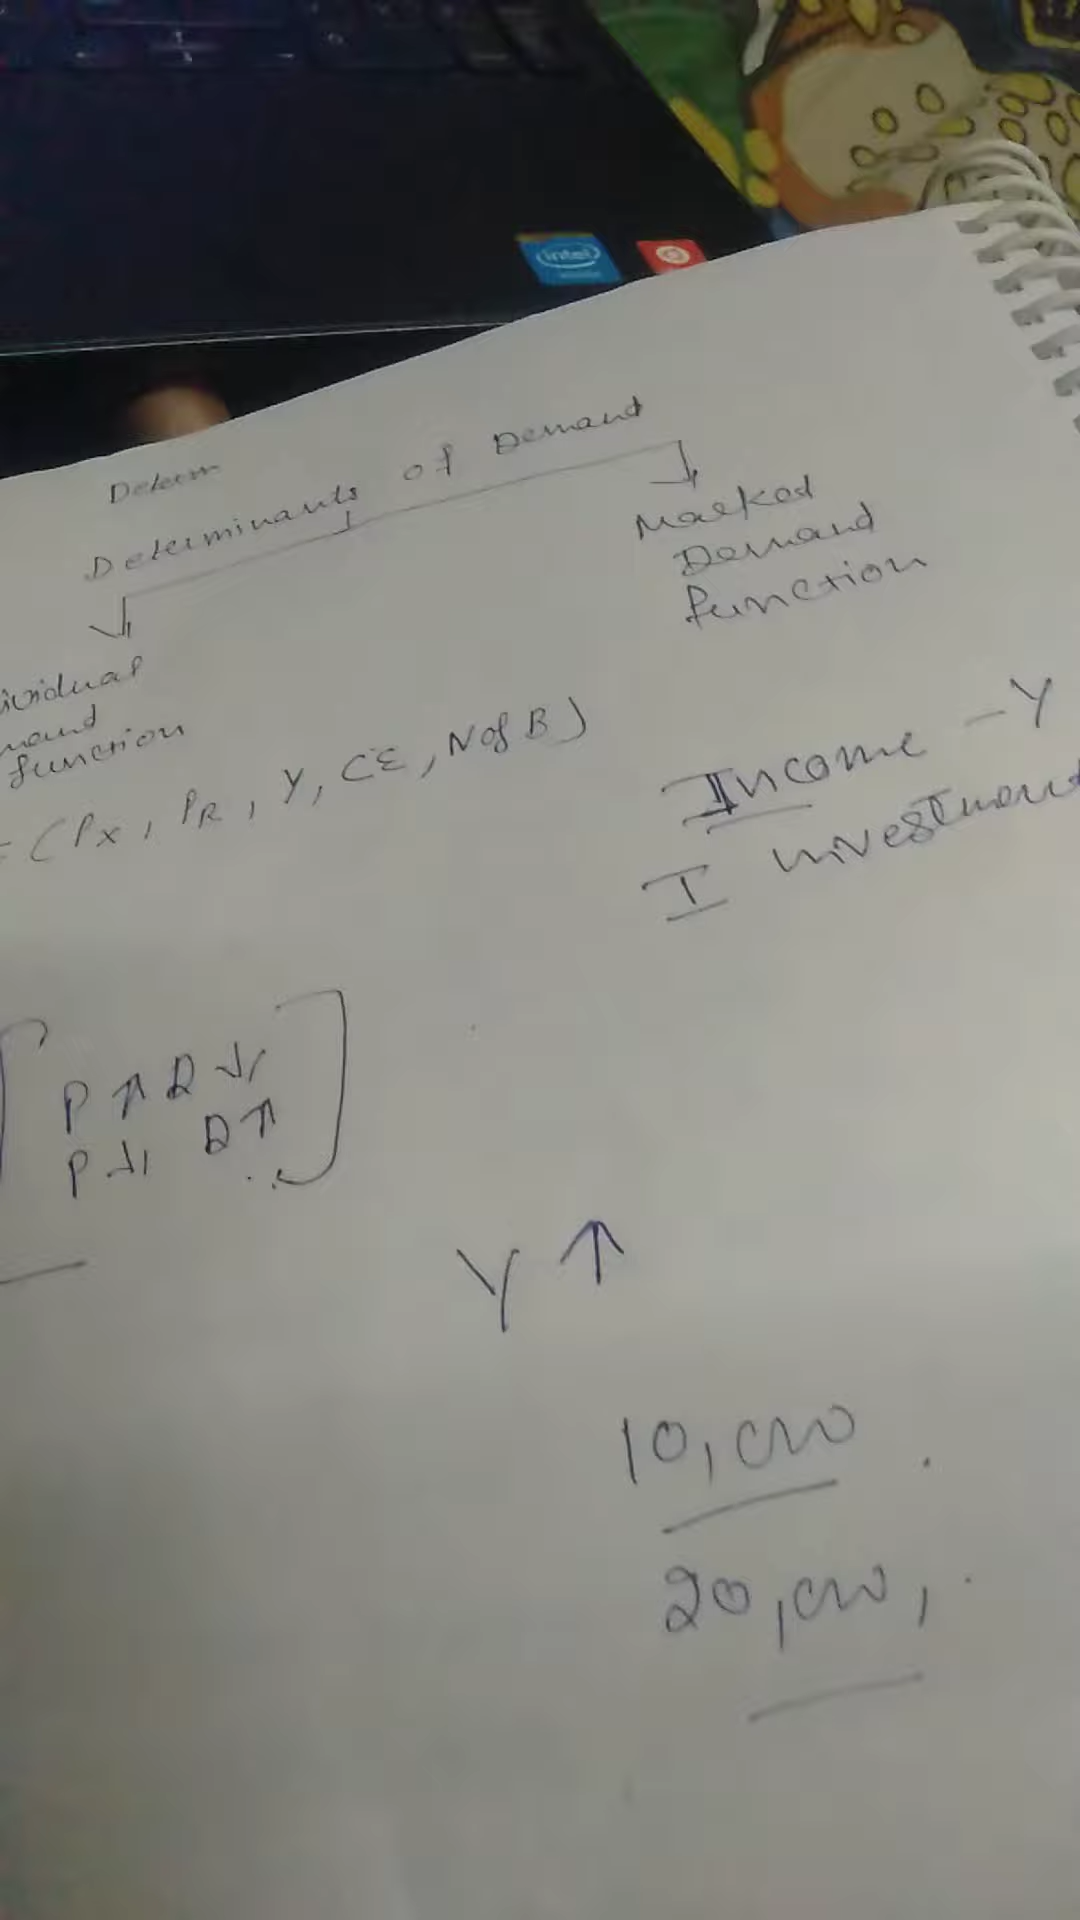 intel
Determ
Determinants of Demand
Marked
Demand
function
ividual
mand
function
= (Px, PR, Y, CE, N of B)
Income - Y
I investment
P ↑ D ↓
P ↓ D ↑
Y ↑
10,000
20,000,